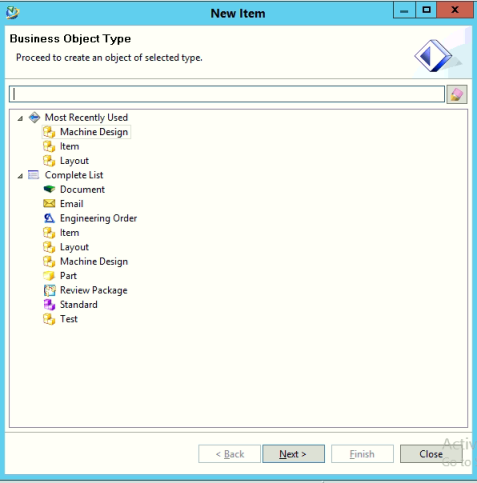 New Item
Business Object Type
Proceed to create an object of selected type.
Most Recently Used
Machine Design
Item
Layout
Complete List
Document
Email
Engineering Order
Item
Layout
Machine Design
Part
Review Package
Standard
Test
< Back Next > Finish Close
Activ
Go to